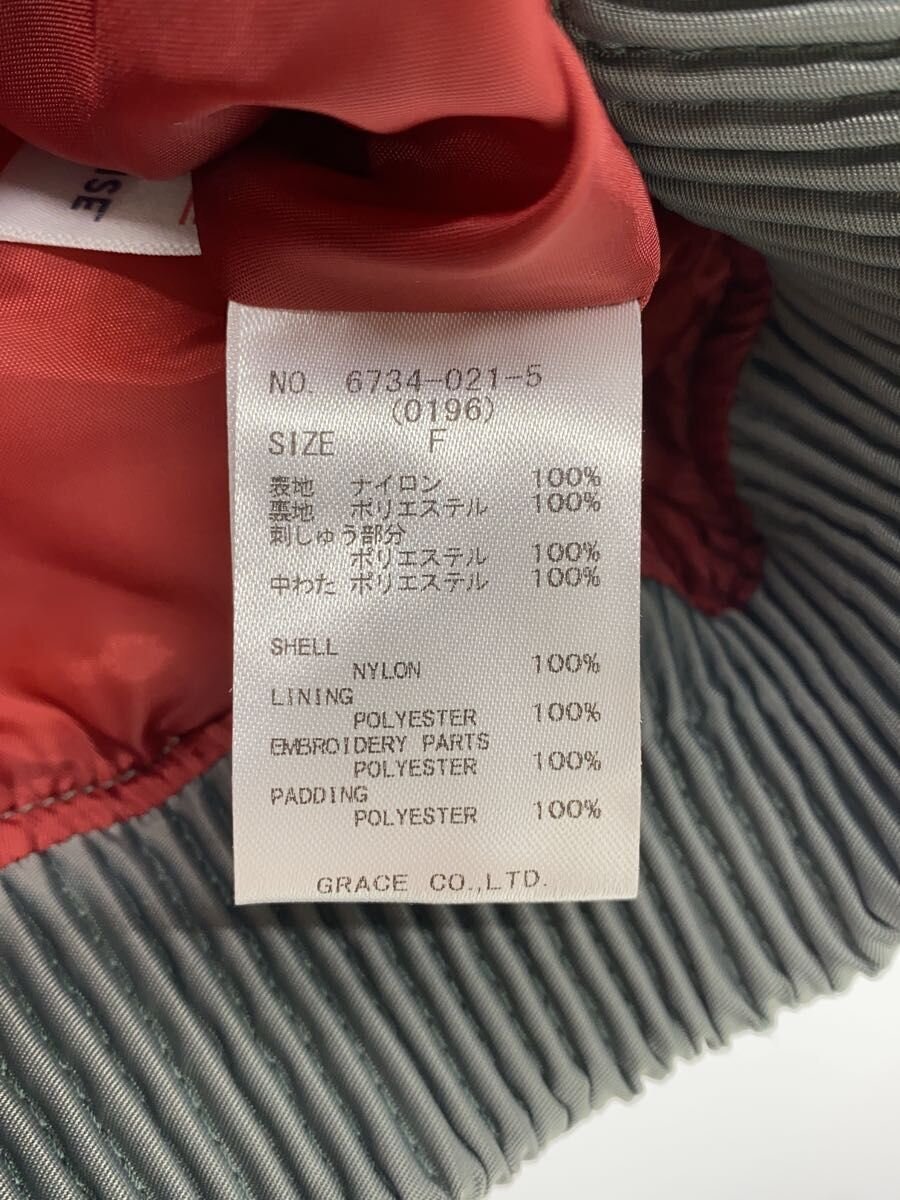 NO. 6734-021-5
(0196)
SIZE F
表地 ナイロン 100%
裏地 ポリエステル 100%
刺しゅう部分
ポリエステル 100%
中わた ポリエステル 100%
SHELL
NYLON 100%
LINING
POLYESTER 100%
EMBROIDERY PARTS
POLYESTER 100%
PADDING
POLYESTER 100%
GRACE CO.,LTD.